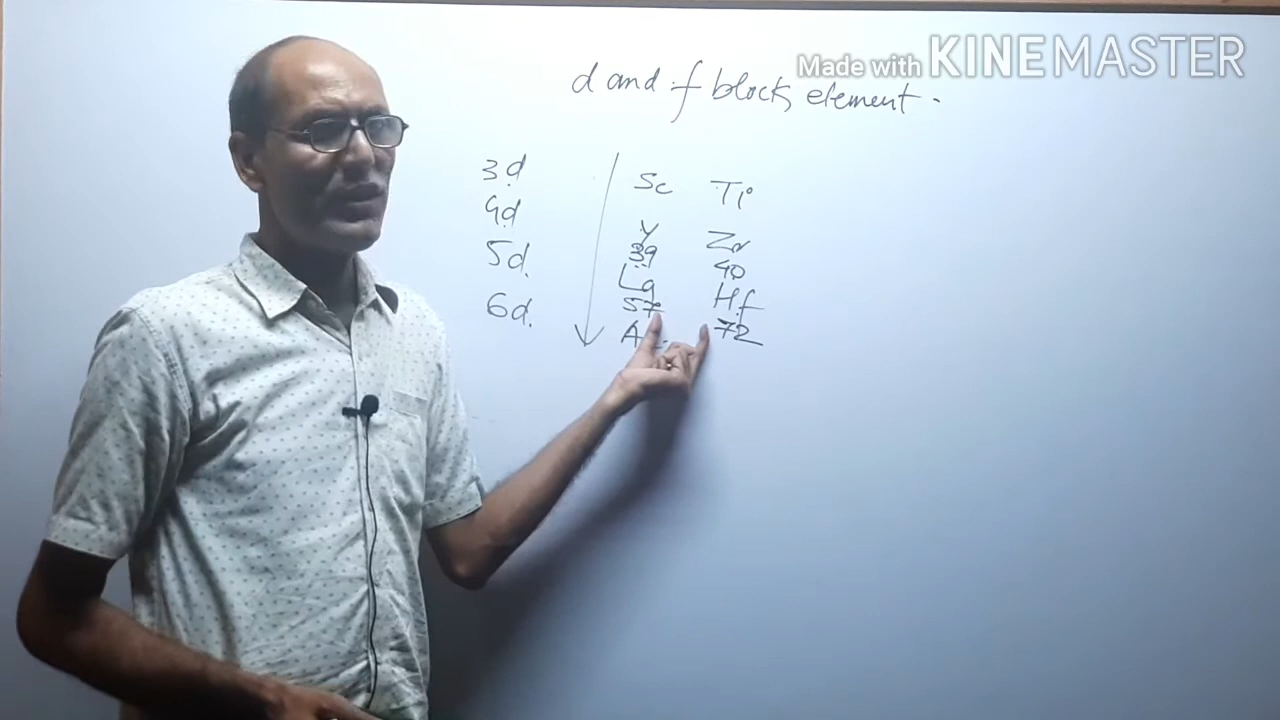 Made with KINEMASTER
d and f block element.
3d Sc Ti
4d Y Zr
39 40
5d. La Hf
57 72
6d. Ac.